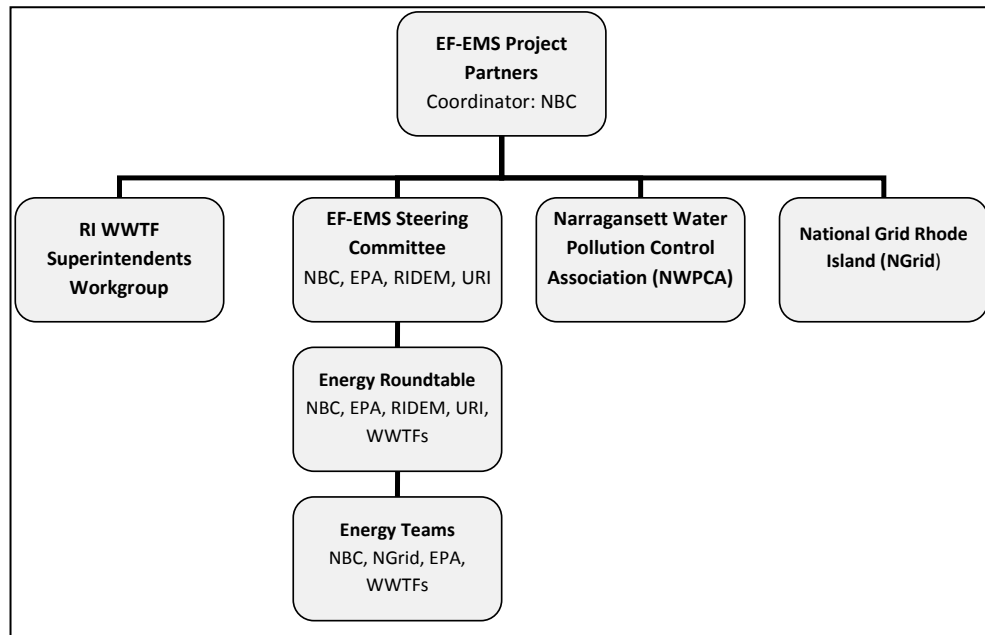 EF-EMS Project
Partners
Coordinator: NBC
RI WWTF
Superintendents
Workgroup
EF-EMS Steering
Committee
NBC, EPA, RIDEM, URI
Narragansett Water
Pollution Control
Association (NWPCA)
National Grid Rhode
Island (NGrid)
Energy Roundtable
NBC, EPA, RIDEM, URI,
WWTFs
Energy Teams
NBC, NGrid, EPA,
WWTFs